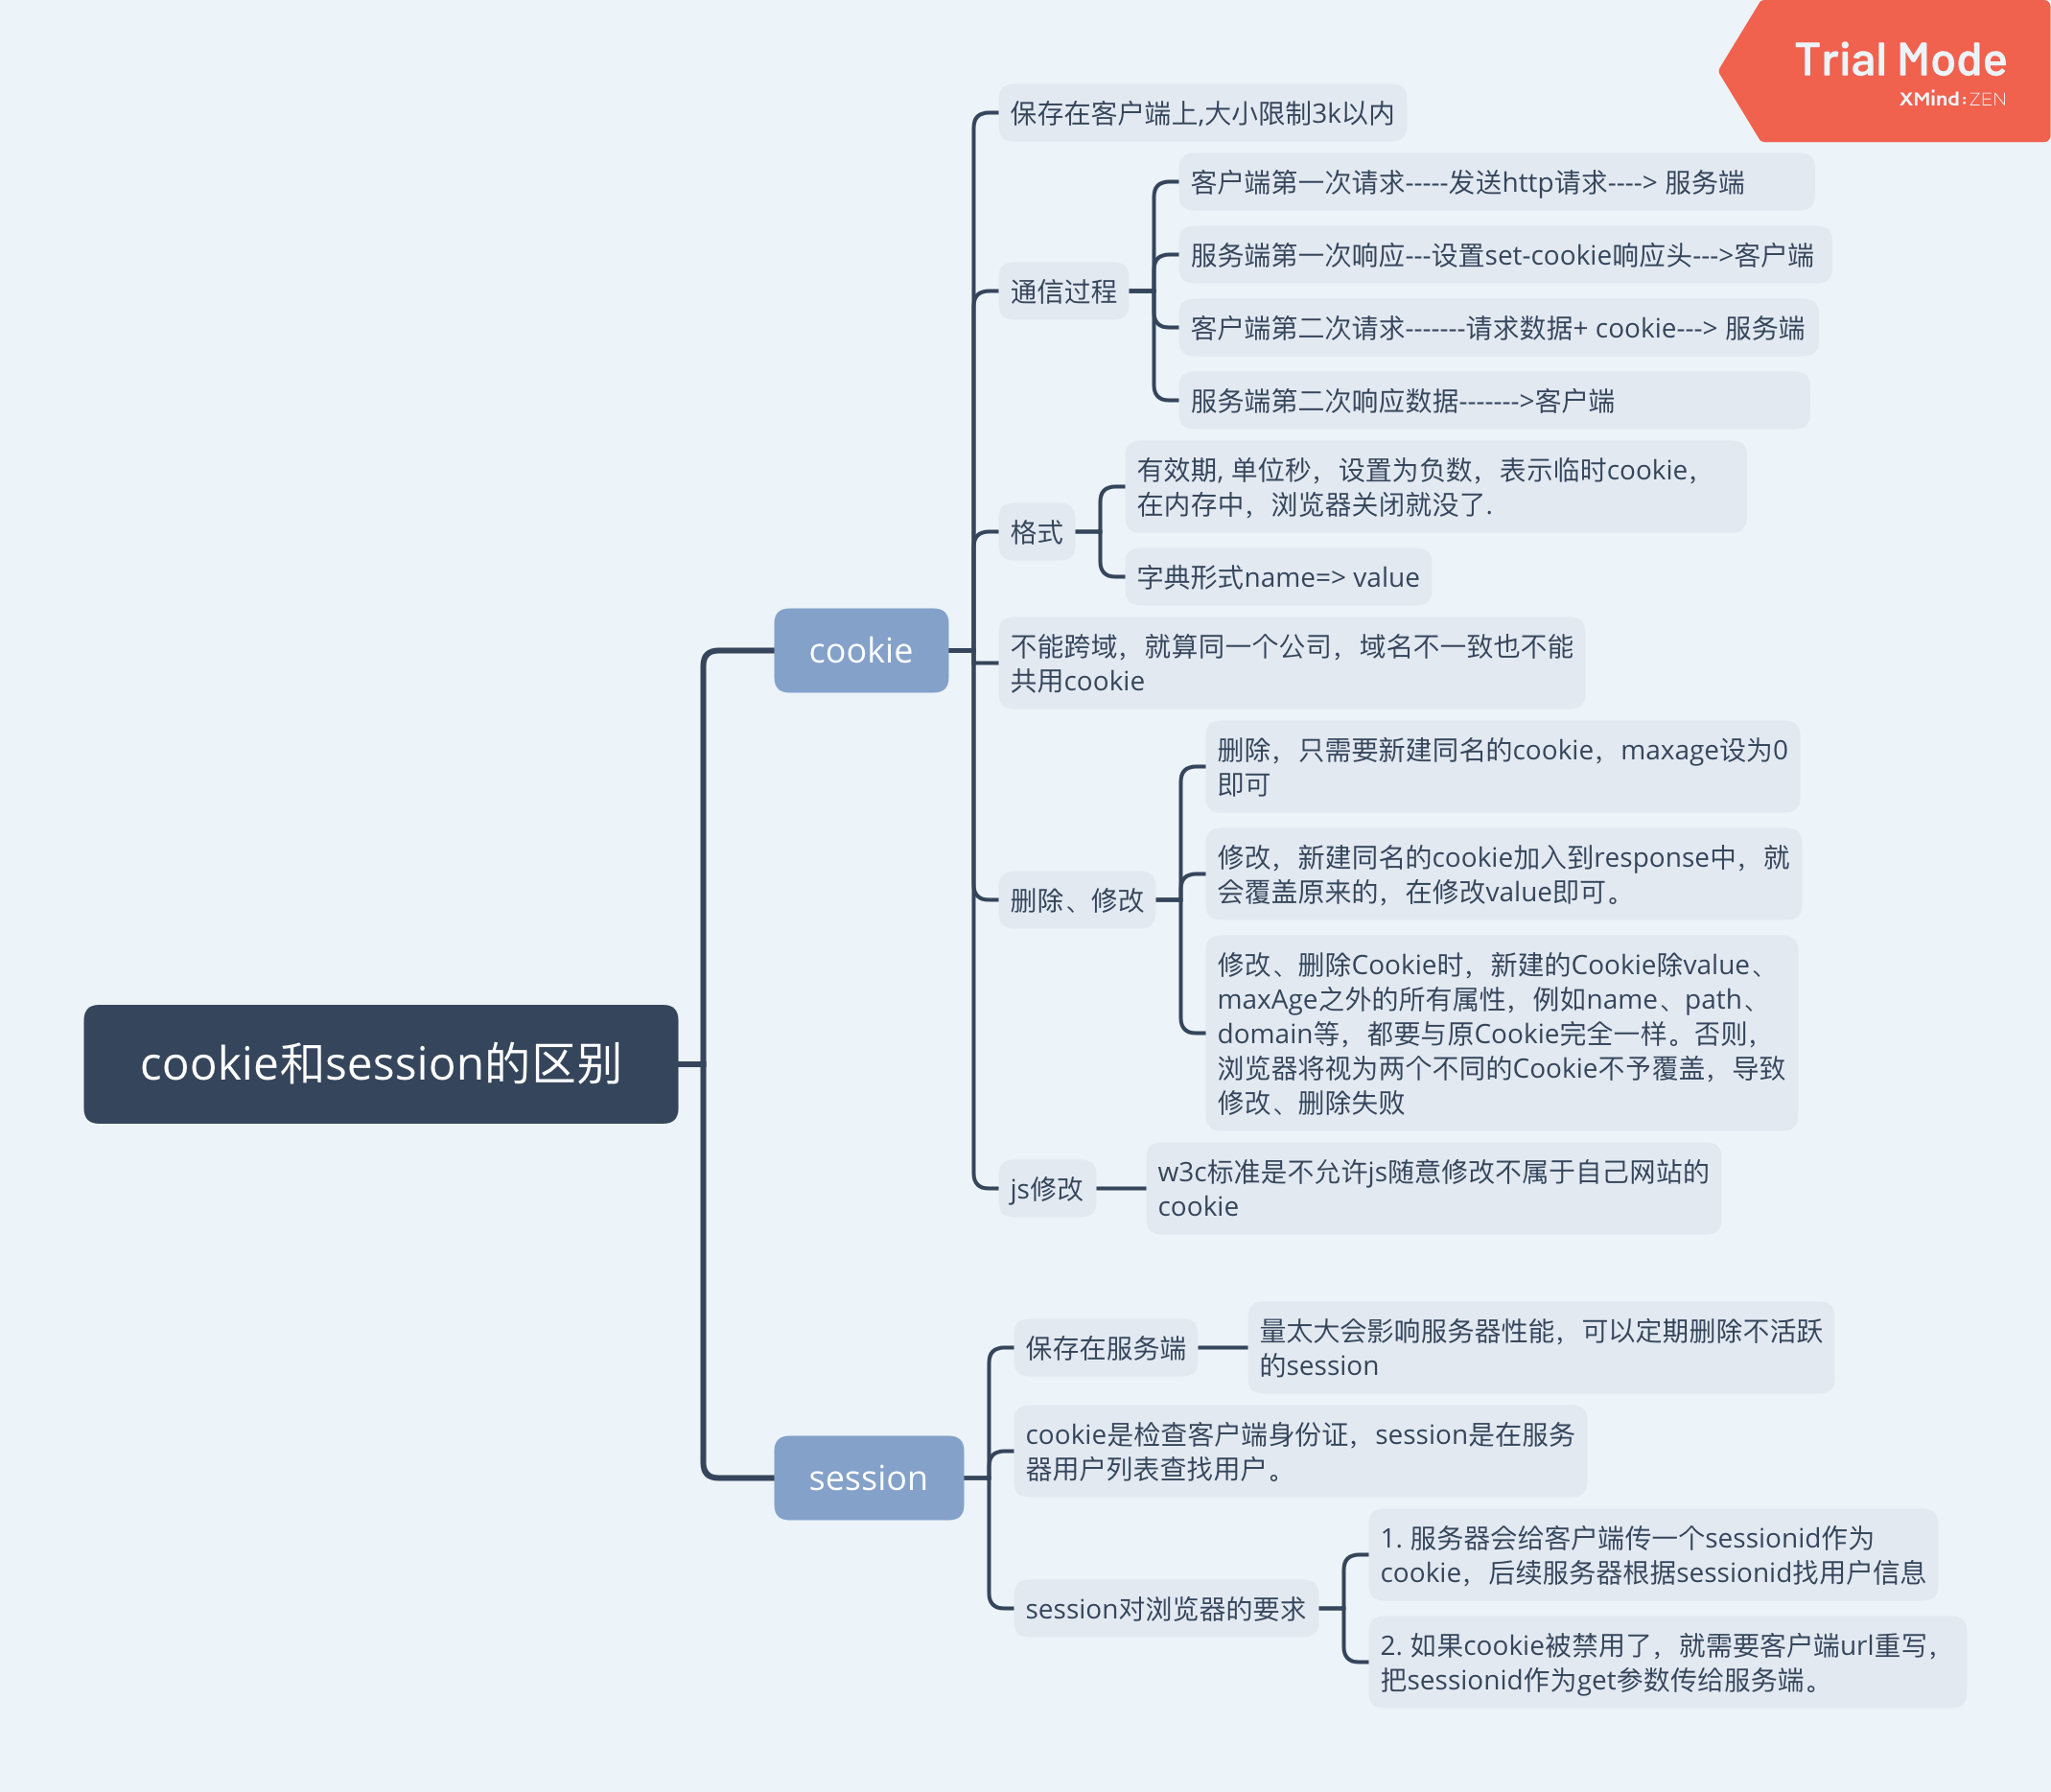 Trial Mode
XMind:ZEN
cookie和session的区别
cookie
保存在客户端上,大小限制3k以内
通信过程
客户端第一次请求-----发送http请求----> 服务端
服务端第一次响应---设置set-cookie响应头--->客户端
客户端第二次请求-------请求数据+ cookie---> 服务端
服务端第二次响应数据------->客户端
格式
有效期, 单位秒，设置为负数，表示临时cookie，
在内存中，浏览器关闭就没了.
字典形式name=> value
不能跨域，就算同一个公司，域名不一致也不能
共用cookie
删除、修改
删除，只需要新建同名的cookie，maxage设为0
即可
修改，新建同名的cookie加入到response中，就
会覆盖原来的，在修改value即可。
修改、删除Cookie时，新建的Cookie除value、
maxAge之外的所有属性，例如name、path、
domain等，都要与原Cookie完全一样。否则，
浏览器将视为两个不同的Cookie不予覆盖，导致
修改、删除失败
js修改
w3c标准是不允许js随意修改不属于自己网站的
cookie
session
保存在服务端
量太大会影响服务器性能，可以定期删除不活跃
的session
cookie是检查客户端身份证，session是在服务
器用户列表查找用户。
session对浏览器的要求
1. 服务器会给客户端传一个sessionid作为
cookie，后续服务器根据sessionid找用户信息
2. 如果cookie被禁用了，就需要客户端url重写，
把sessionid作为get参数传给服务端。